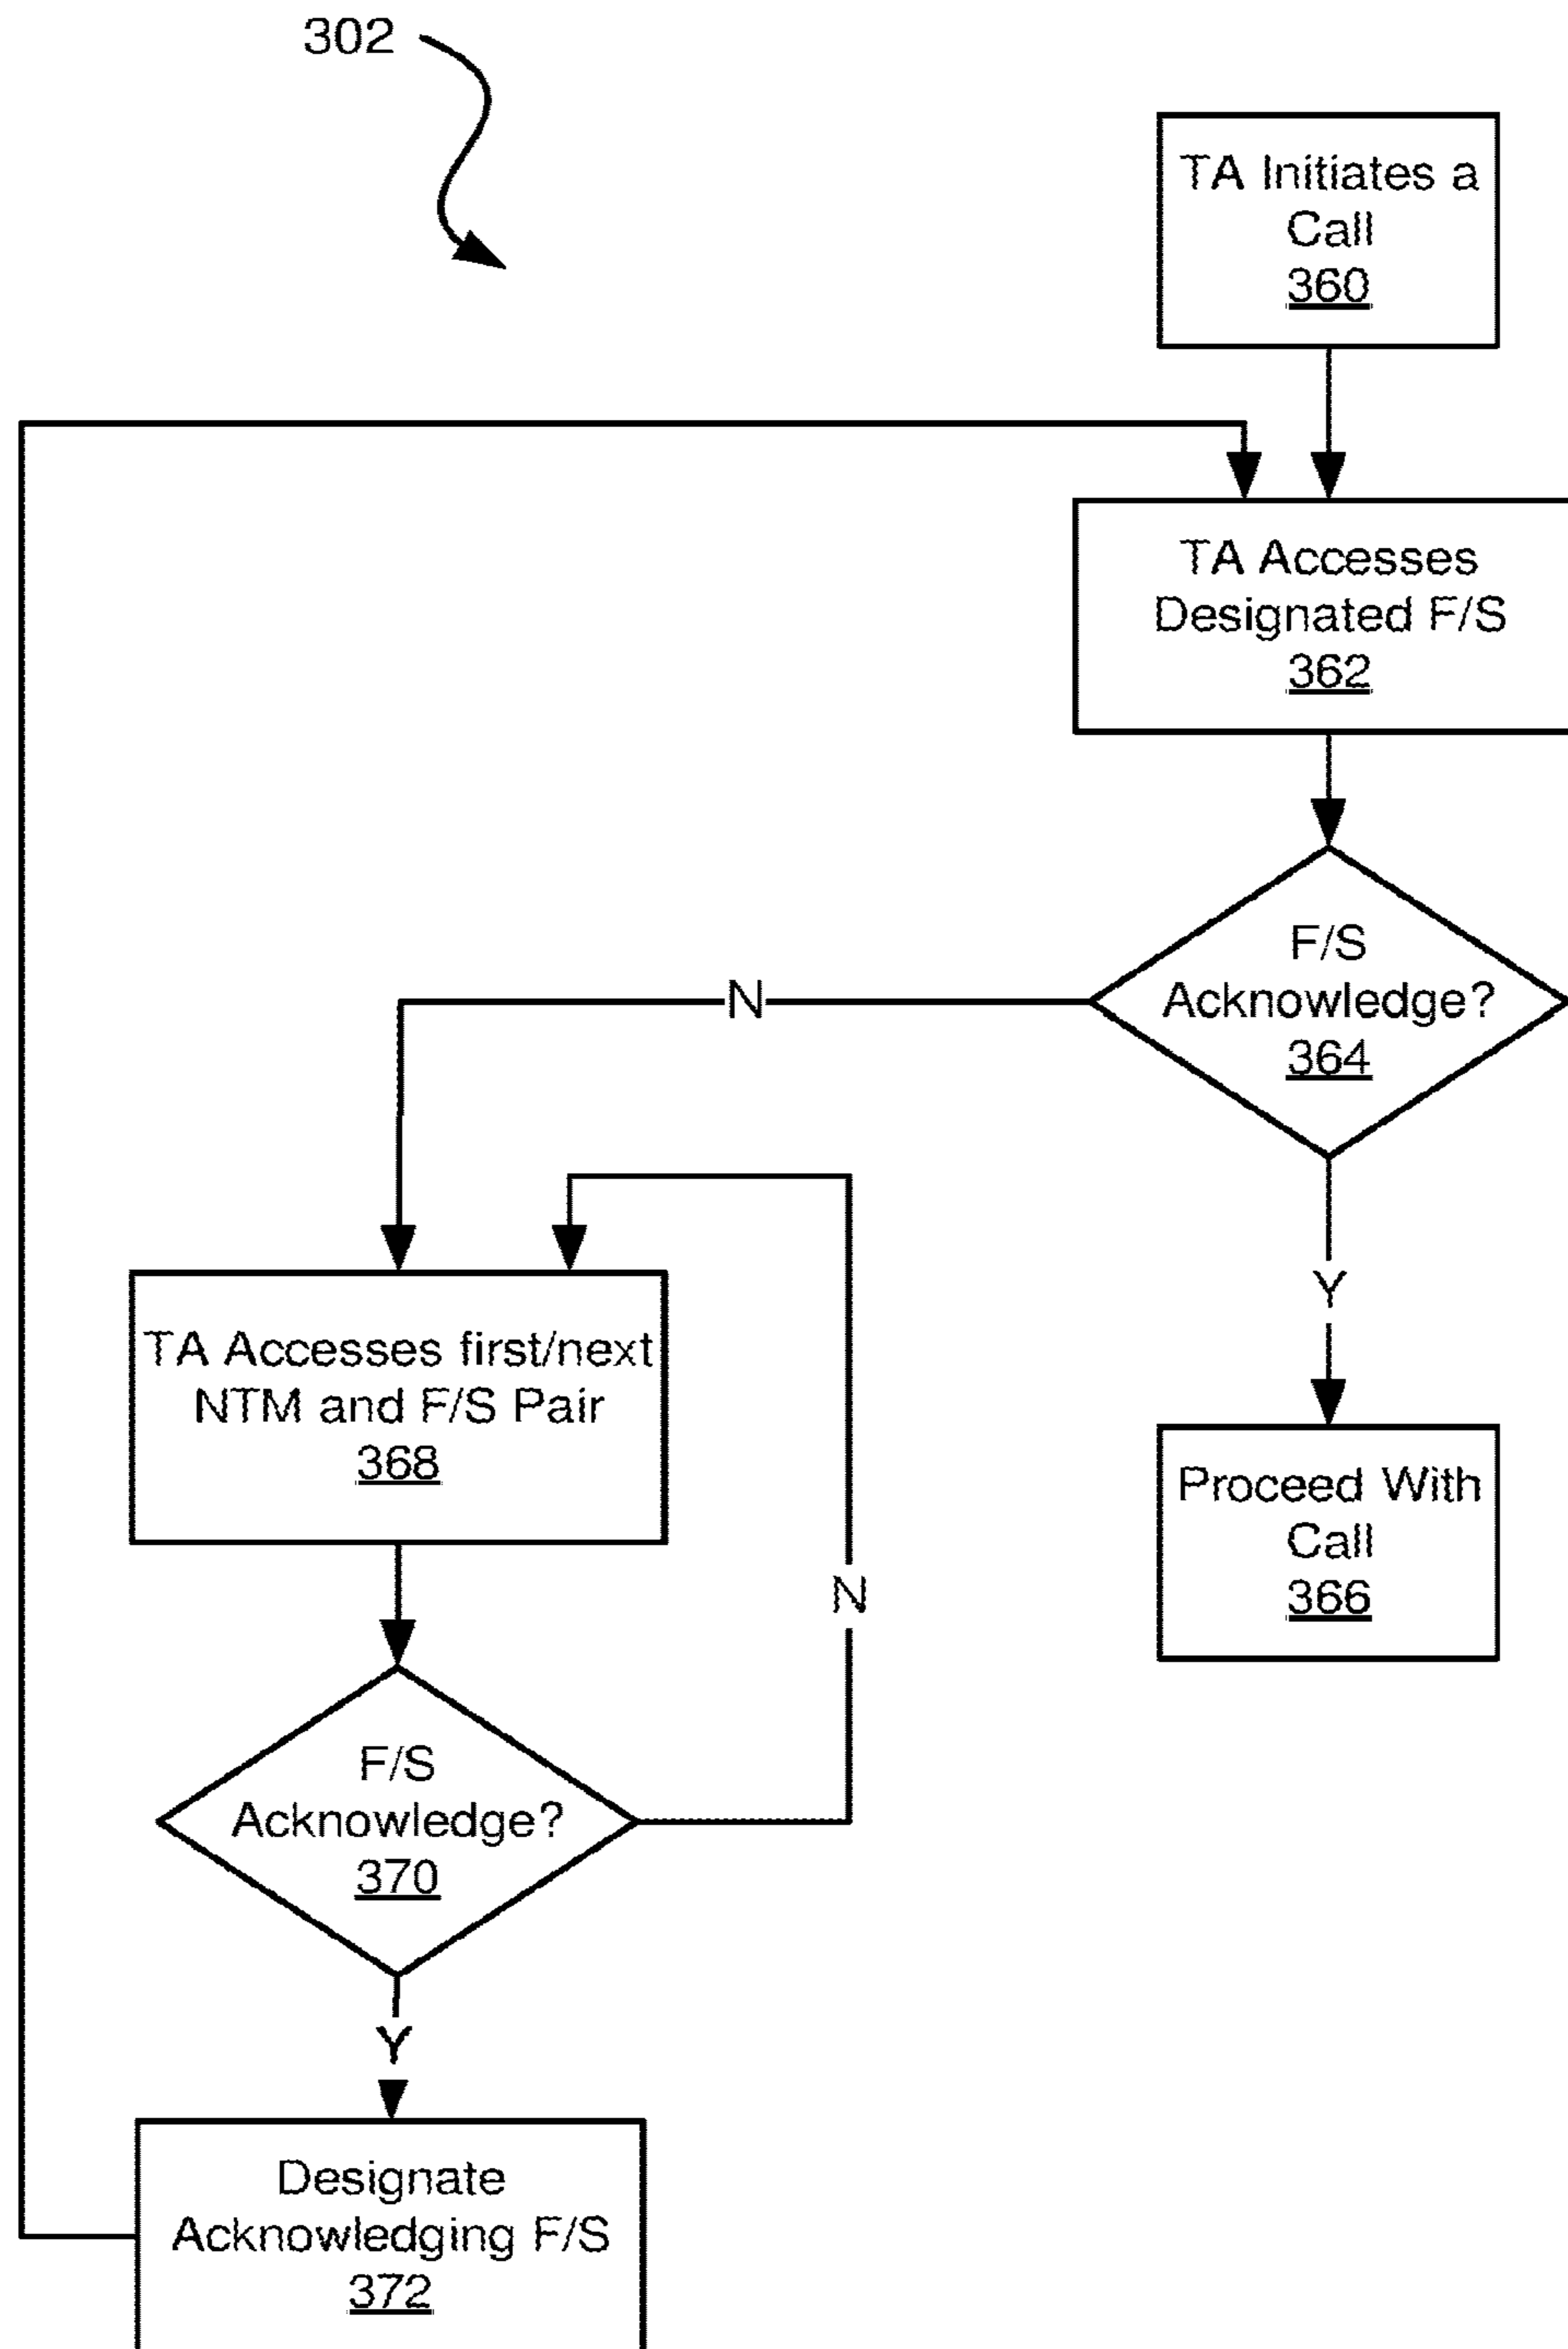 302
TA Initiates a
Call
360
TA Accesses
Designated F/S
362
F/S
Acknowledge?
364
N
Y
Proceed With
Call
366
TA Accesses first/next
NTM and F/S Pair
368
N
F/S
Acknowledge?
370
Y
Designate
Acknowledging F/S
372